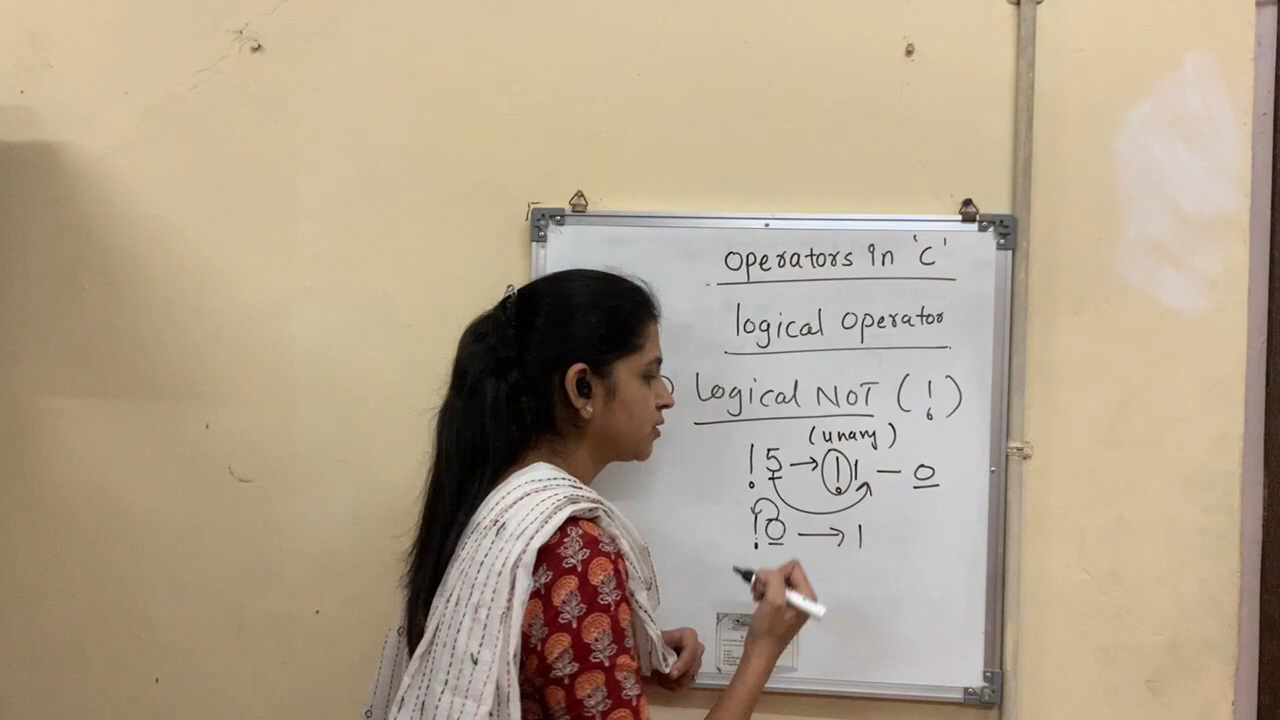 Operators in 'C'
logical Operator
Logical NOT (!)
(unary)
!5 → !1 — 0
!0 → 1